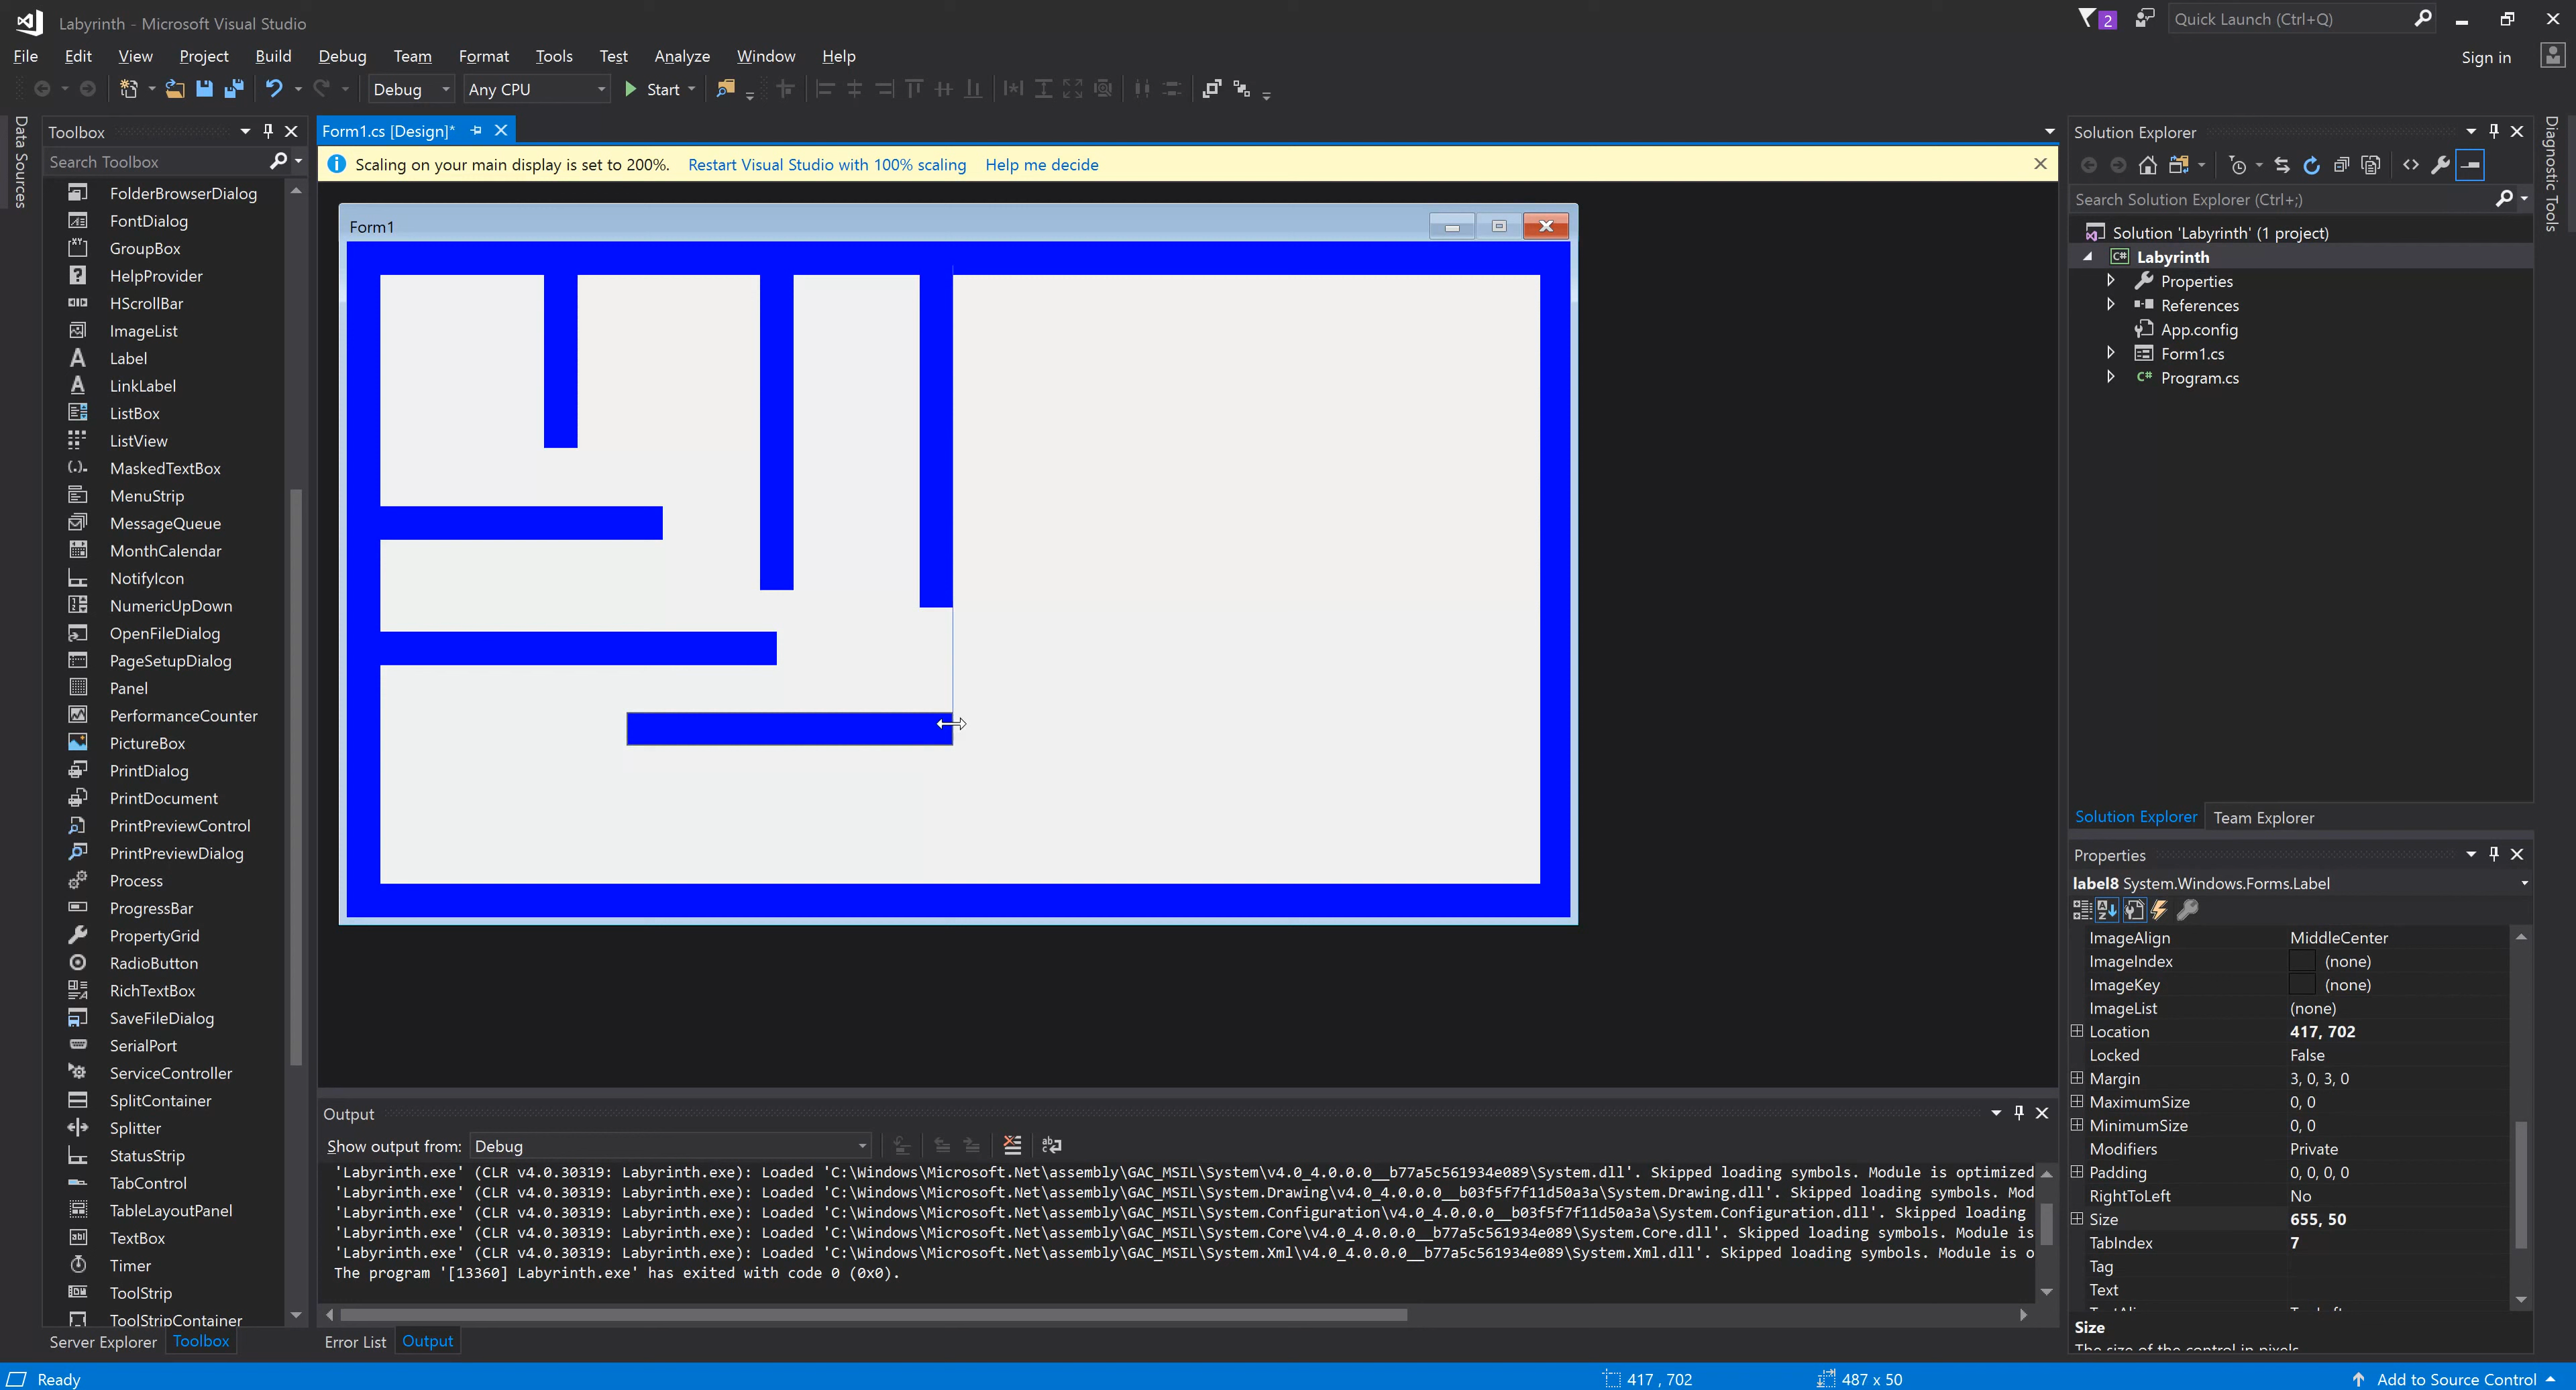 Labyrinth - Microsoft Visual Studio
2
Quick Launch (Ctrl+Q)
File Edit View Project Build Debug Team Format Tools Test Analyze Window Help
Sign in
Debug Any CPU Start
Data Sources
Toolbox
Search Toolbox
FolderBrowserDialog
FontDialog
GroupBox
HelpProvider
HScrollBar
ImageList
Label
LinkLabel
ListBox
ListView
MaskedTextBox
MenuStrip
MessageQueue
MonthCalendar
NotifyIcon
NumericUpDown
OpenFileDialog
PageSetupDialog
Panel
PerformanceCounter
PictureBox
PrintDialog
PrintDocument
PrintPreviewControl
PrintPreviewDialog
Process
ProgressBar
PropertyGrid
RadioButton
RichTextBox
SaveFileDialog
SerialPort
ServiceController
SplitContainer
Splitter
StatusStrip
TabControl
TableLayoutPanel
TextBox
Timer
ToolStrip
ToolStripContainer
Server Explorer Toolbox
Form1.cs [Design]*
Scaling on your main display is set to 200%. Restart Visual Studio with 100% scaling Help me decide
Form1
Output
Show output from: Debug
'Labyrinth.exe' (CLR v4.0.30319: Labyrinth.exe): Loaded 'C:\Windows\Microsoft.Net\assembly\GAC_MSIL\System\v4.0_4.0.0.0__b77a5c561934e089\System.dll'. Skipped loading symbols. Module is optimized
'Labyrinth.exe' (CLR v4.0.30319: Labyrinth.exe): Loaded 'C:\Windows\Microsoft.Net\assembly\GAC_MSIL\System.Drawing\v4.0_4.0.0.0__b03f5f7f11d50a3a\System.Drawing.dll'. Skipped loading symbols. Mod
'Labyrinth.exe' (CLR v4.0.30319: Labyrinth.exe): Loaded 'C:\Windows\Microsoft.Net\assembly\GAC_MSIL\System.Configuration\v4.0_4.0.0.0__b03f5f7f11d50a3a\System.Configuration.dll'. Skipped loading
'Labyrinth.exe' (CLR v4.0.30319: Labyrinth.exe): Loaded 'C:\Windows\Microsoft.Net\assembly\GAC_MSIL\System.Core\v4.0_4.0.0.0__b77a5c561934e089\System.Core.dll'. Skipped loading symbols. Module is
'Labyrinth.exe' (CLR v4.0.30319: Labyrinth.exe): Loaded 'C:\Windows\Microsoft.Net\assembly\GAC_MSIL\System.Xml\v4.0_4.0.0.0__b77a5c561934e089\System.Xml.dll'. Skipped loading symbols. Module is o
The program '[13360] Labyrinth.exe' has exited with code 0 (0x0).
Error List Output
Solution Explorer
Search Solution Explorer (Ctrl+;)
Solution 'Labyrinth' (1 project)
C# Labyrinth
Properties
References
App.config
Form1.cs
C# Program.cs
Solution Explorer Team Explorer
Diagnostic Tools
Properties
label8 System.Windows.Forms.Label
ImageAlign MiddleCenter
ImageIndex (none)
ImageKey (none)
ImageList (none)
Location 417, 702
Locked False
Margin 3, 0, 3, 0
MaximumSize 0, 0
MinimumSize 0, 0
Modifiers Private
Padding 0, 0, 0, 0
RightToLeft No
Size 655, 50
TabIndex 7
Tag
Text
Size
The size of the control in pixels
Ready
417 , 702
487 x 50
Add to Source Control